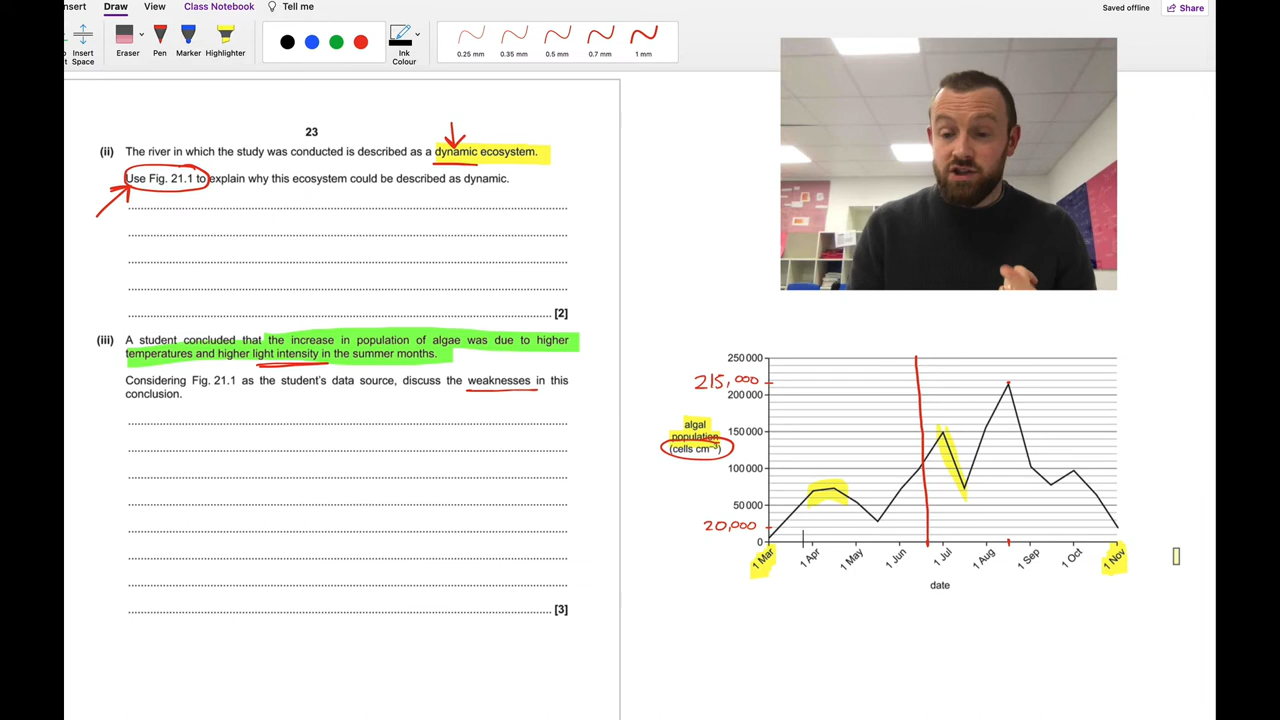 nsert Draw View Class Notebook Tell me
Saved offline Share
Insert Space
Eraser Pen Marker Highlighter
Ink Colour
0.25 mm 0.35 mm 0.5 mm 0.7 mm 1 mm
23
(ii) The river in which the study was conducted is described as a dynamic ecosystem.
Use Fig. 21.1 to explain why this ecosystem could be described as dynamic.
[2]
(iii) A student concluded that the increase in population of algae was due to higher
temperatures and higher light intensity in the summer months.
Considering Fig. 21.1 as the student's data source, discuss the weaknesses in this
conclusion.
[3]
250 000
215,000
200 000
150 000
100 000
50 000
20,000
0
algal
population
(cells cm⁻³)
1 Mar 1 Apr 1 May 1 Jun 1 Jul 1 Aug 1 Sep 1 Oct 1 Nov
date